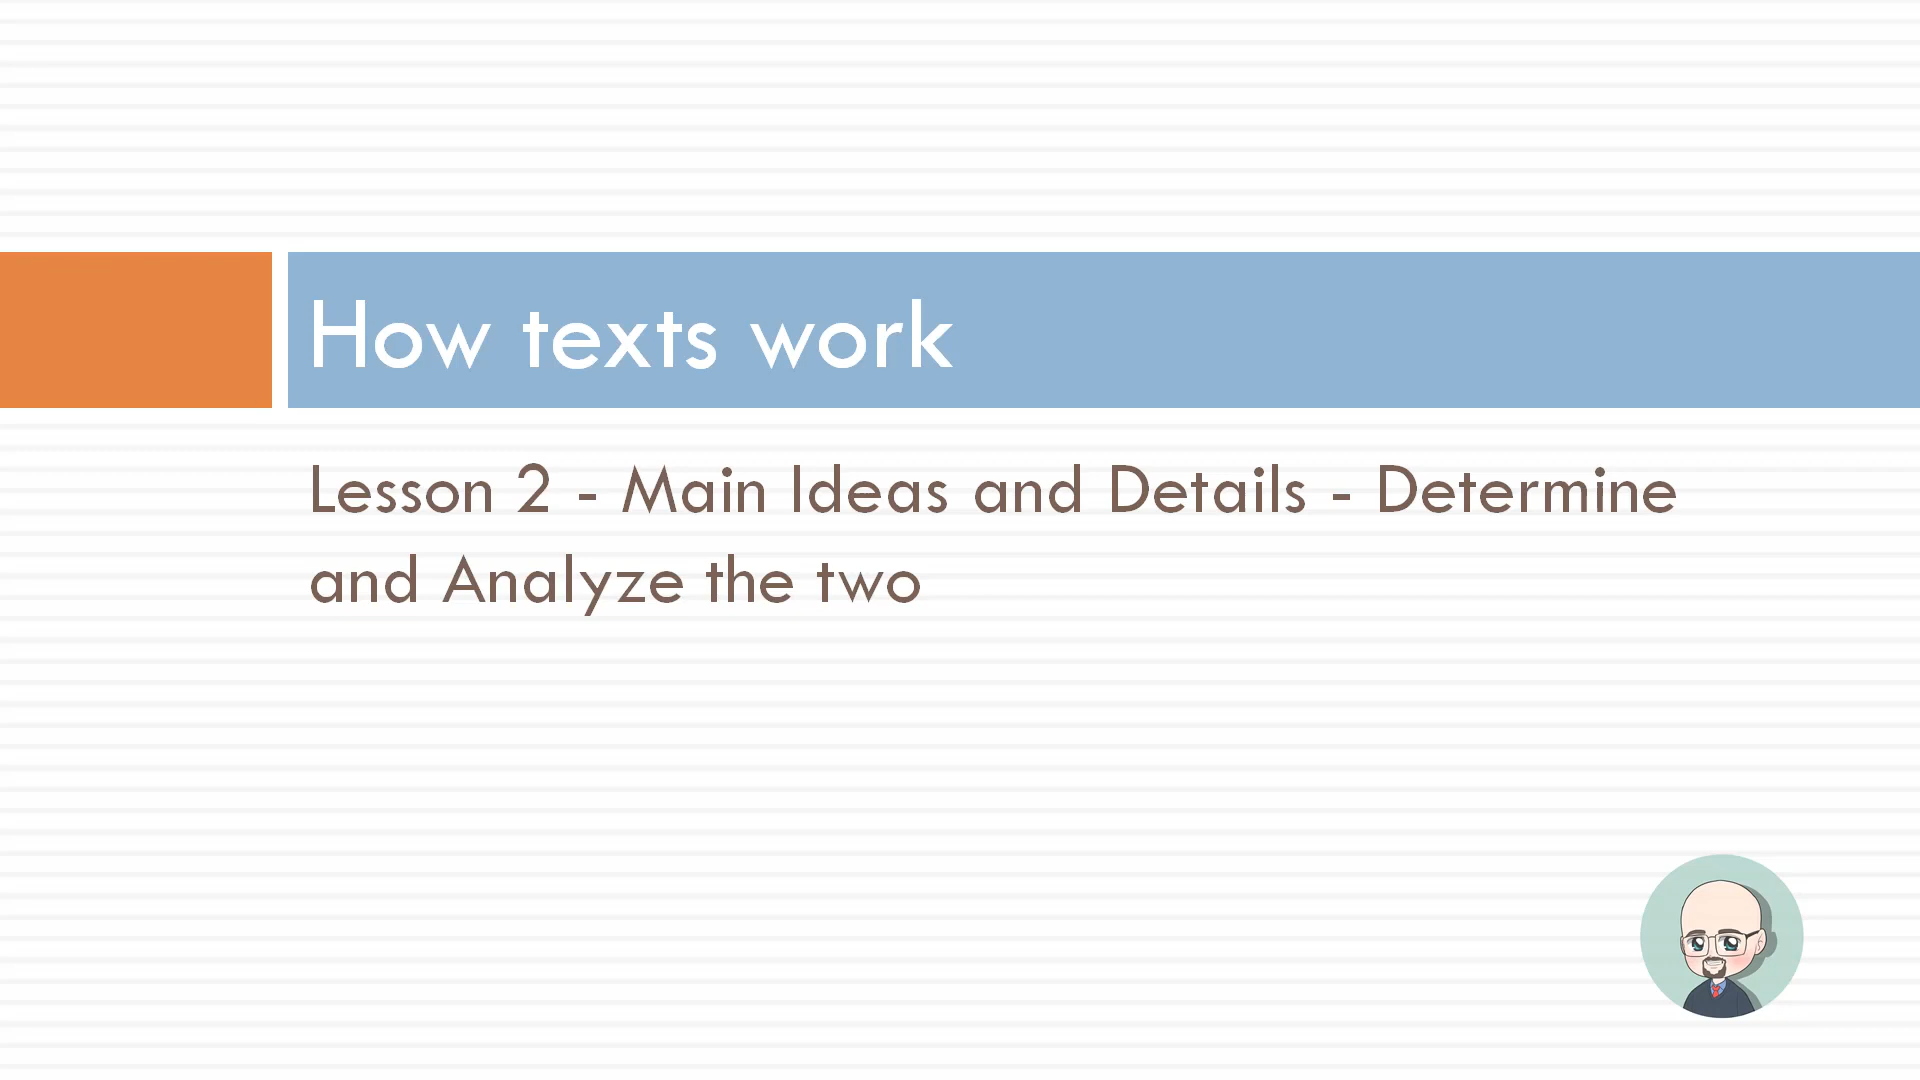 How texts work
Lesson 2 - Main Ideas and Details - Determine
and Analyze the two